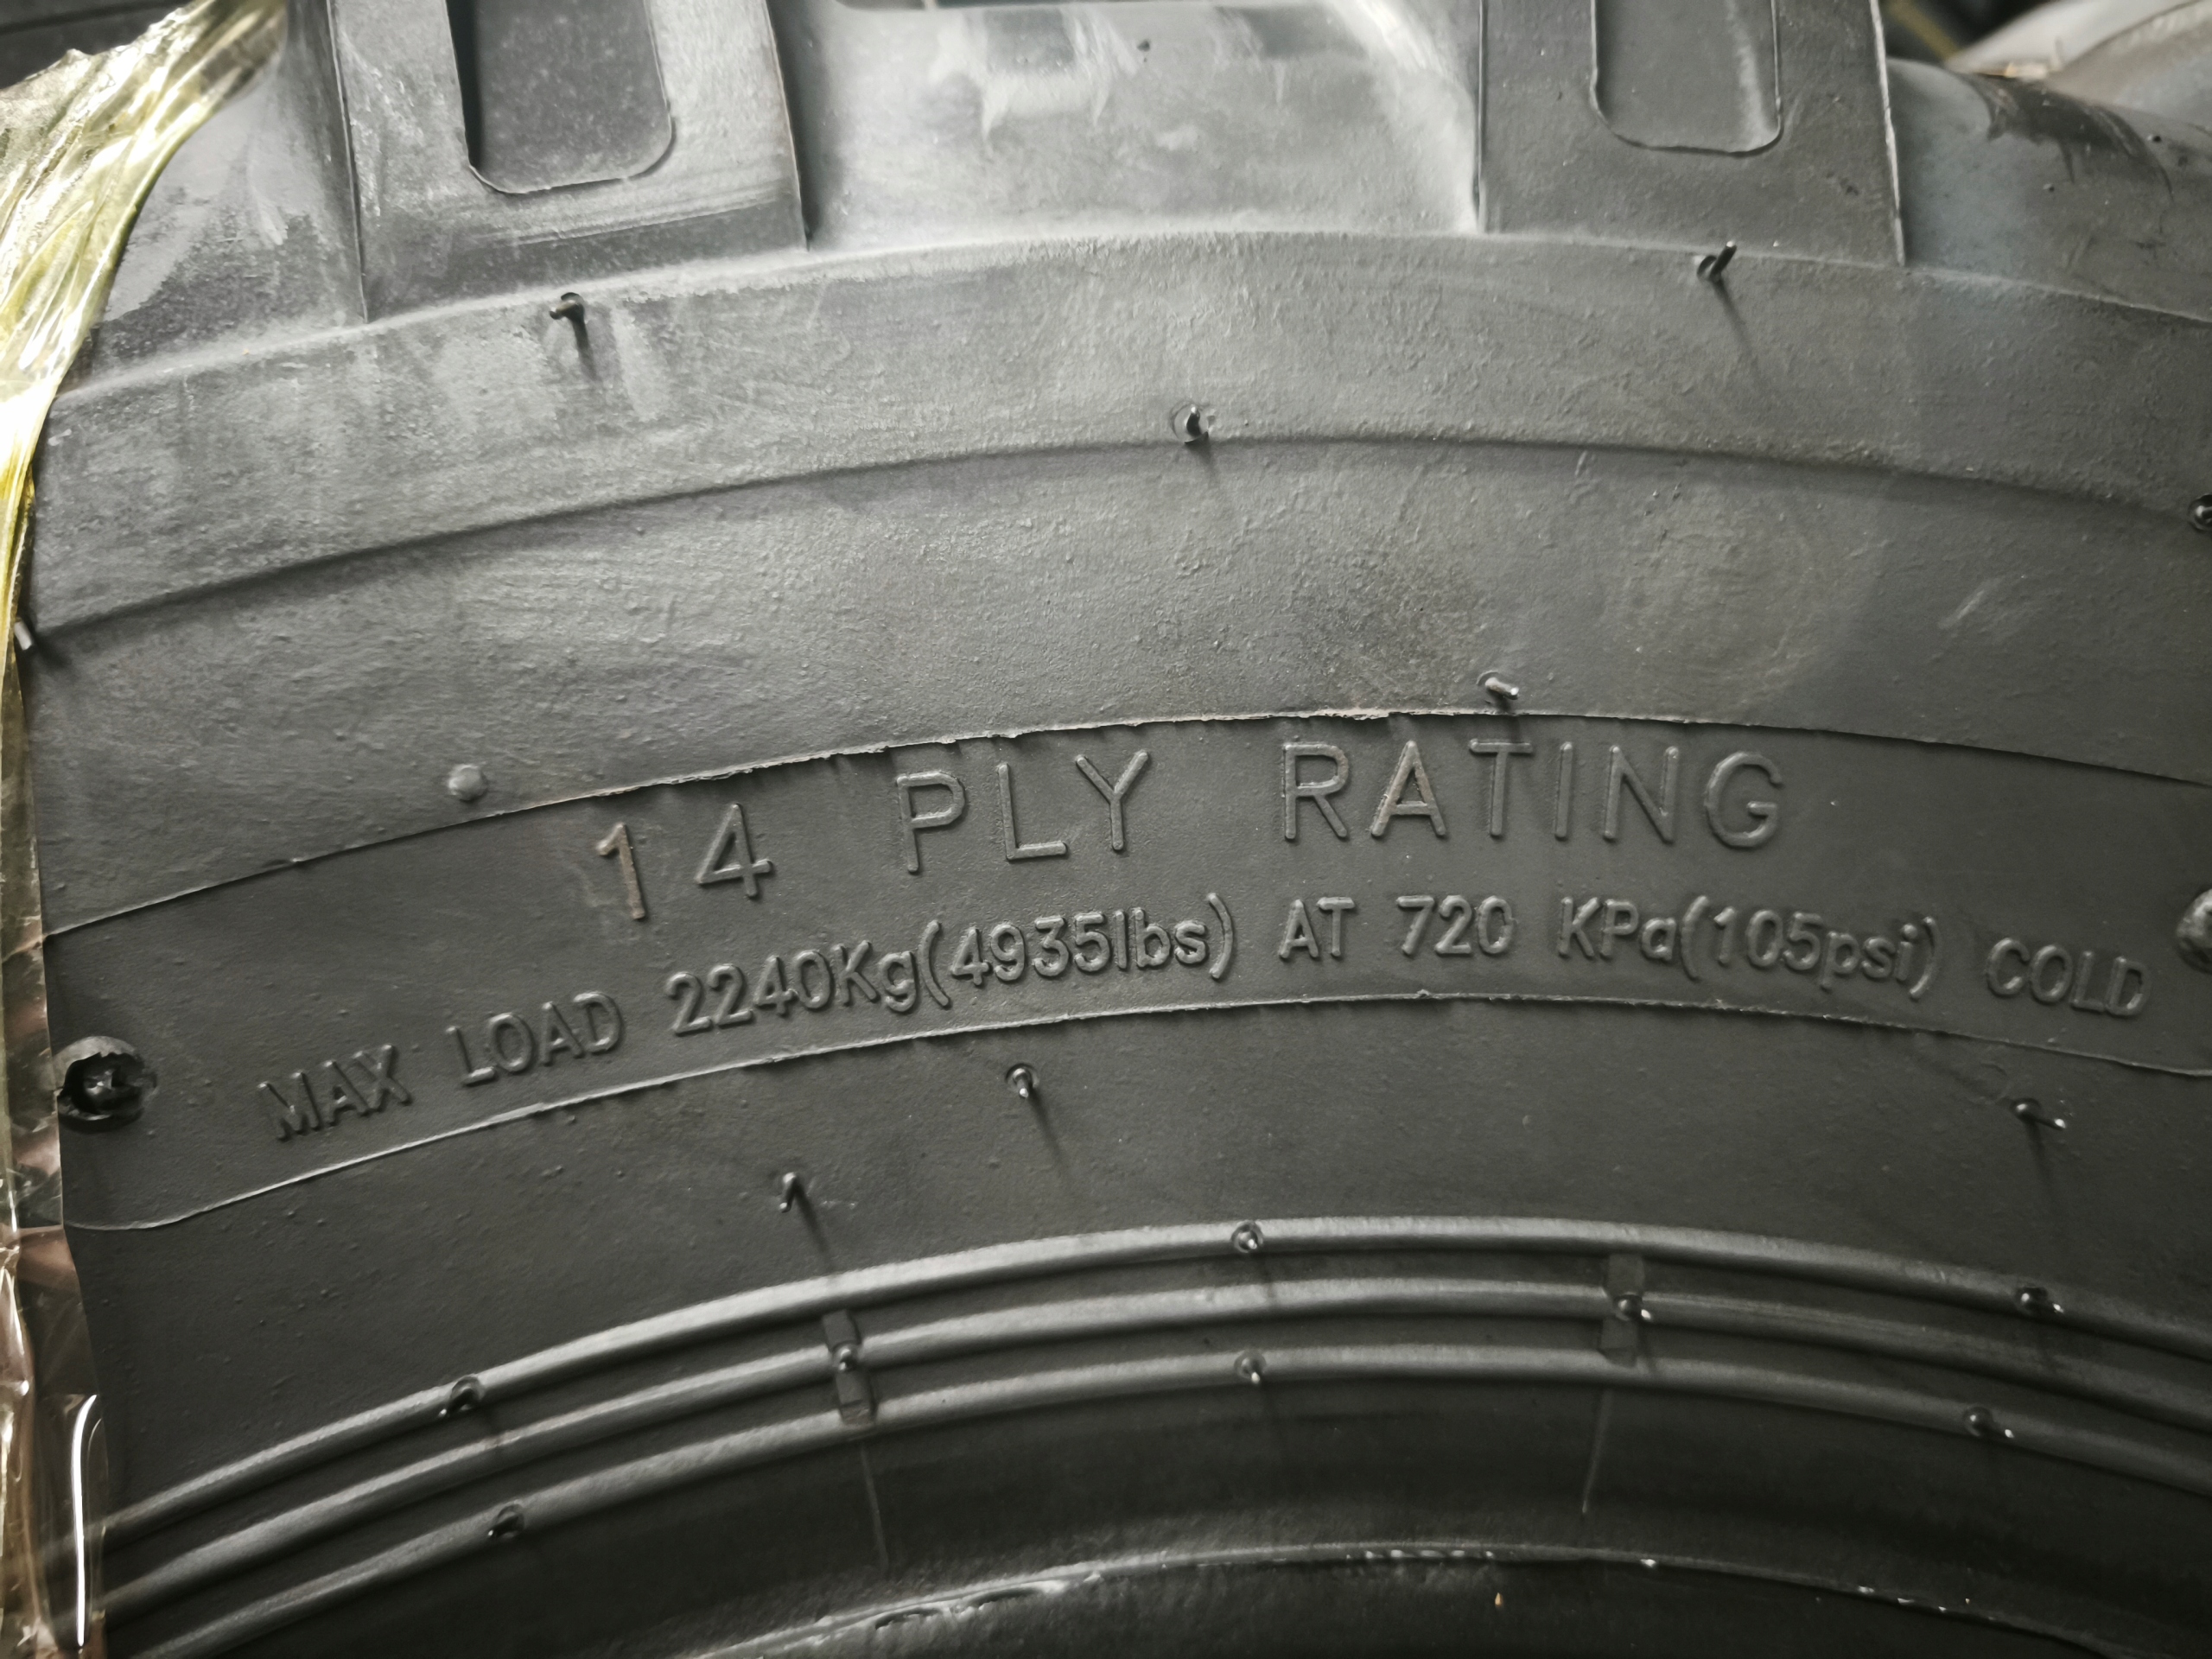 14 PLY RATING
MAX LOAD 2240Kg(4935lbs) AT 720 KPa(105psi) COLD